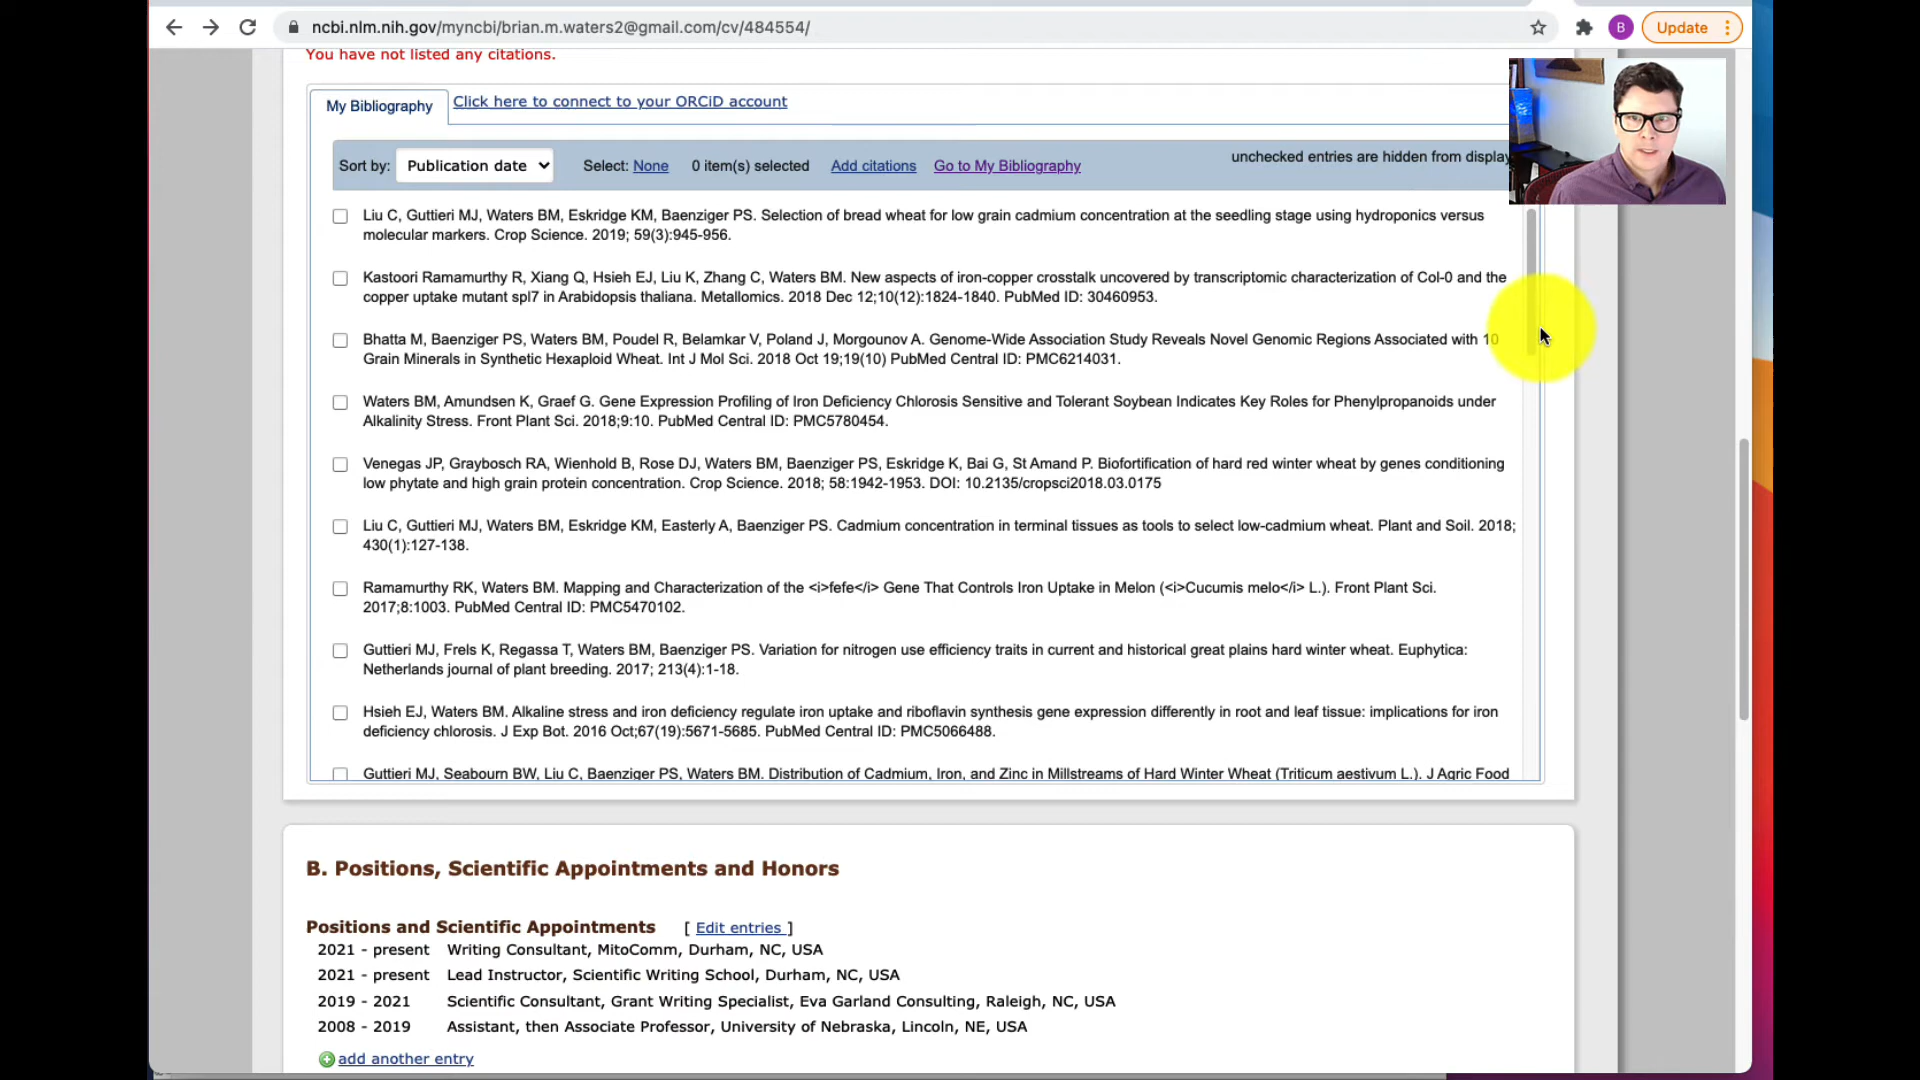 ncbi.nlm.nih.gov/myncbi/brian.m.waters2@gmail.com/cv/484554/
B
Update
You have not listed any citations.
My Bibliography
Click here to connect to your ORCiD account
Sort by: Publication date Select: None 0 item(s) selected Add citations Go to My Bibliography
unchecked entries are hidden from display
Liu C, Guttieri MJ, Waters BM, Eskridge KM, Baenziger PS. Selection of bread wheat for low grain cadmium concentration at the seedling stage using hydroponics versus
molecular markers. Crop Science. 2019; 59(3):945-956.
Kastoori Ramamurthy R, Xiang Q, Hsieh EJ, Liu K, Zhang C, Waters BM. New aspects of iron-copper crosstalk uncovered by transcriptomic characterization of Col-0 and the
copper uptake mutant spl7 in Arabidopsis thaliana. Metallomics. 2018 Dec 12;10(12):1824-1840. PubMed ID: 30460953.
Bhatta M, Baenziger PS, Waters BM, Poudel R, Belamkar V, Poland J, Morgounov A. Genome-Wide Association Study Reveals Novel Genomic Regions Associated with 10
Grain Minerals in Synthetic Hexaploid Wheat. Int J Mol Sci. 2018 Oct 19;19(10) PubMed Central ID: PMC6214031.
Waters BM, Amundsen K, Graef G. Gene Expression Profiling of Iron Deficiency Chlorosis Sensitive and Tolerant Soybean Indicates Key Roles for Phenylpropanoids under
Alkalinity Stress. Front Plant Sci. 2018;9:10. PubMed Central ID: PMC5780454.
Venegas JP, Graybosch RA, Wienhold B, Rose DJ, Waters BM, Baenziger PS, Eskridge K, Bai G, St Amand P. Biofortification of hard red winter wheat by genes conditioning
low phytate and high grain protein concentration. Crop Science. 2018; 58:1942-1953. DOI: 10.2135/cropsci2018.03.0175
Liu C, Guttieri MJ, Waters BM, Eskridge KM, Easterly A, Baenziger PS. Cadmium concentration in terminal tissues as tools to select low-cadmium wheat. Plant and Soil. 2018;
430(1):127-138.
Ramamurthy RK, Waters BM. Mapping and Characterization of the <i>fefe</i> Gene That Controls Iron Uptake in Melon (<i>Cucumis melo</i> L.). Front Plant Sci.
2017;8:1003. PubMed Central ID: PMC5470102.
Guttieri MJ, Frels K, Regassa T, Waters BM, Baenziger PS. Variation for nitrogen use efficiency traits in current and historical great plains hard winter wheat. Euphytica:
Netherlands journal of plant breeding. 2017; 213(4):1-18.
Hsieh EJ, Waters BM. Alkaline stress and iron deficiency regulate iron uptake and riboflavin synthesis gene expression differently in root and leaf tissue: implications for iron
deficiency chlorosis. J Exp Bot. 2016 Oct;67(19):5671-5685. PubMed Central ID: PMC5066488.
Guttieri MJ, Seabourn BW, Liu C, Baenziger PS, Waters BM. Distribution of Cadmium, Iron, and Zinc in Millstreams of Hard Winter Wheat (Triticum aestivum L.). J Agric Food
B. Positions, Scientific Appointments and Honors
Positions and Scientific Appointments [ Edit entries ]
2021 - present Writing Consultant, MitoComm, Durham, NC, USA
2021 - present Lead Instructor, Scientific Writing School, Durham, NC, USA
2019 - 2021 Scientific Consultant, Grant Writing Specialist, Eva Garland Consulting, Raleigh, NC, USA
2008 - 2019 Assistant, then Associate Professor, University of Nebraska, Lincoln, NE, USA
add another entry